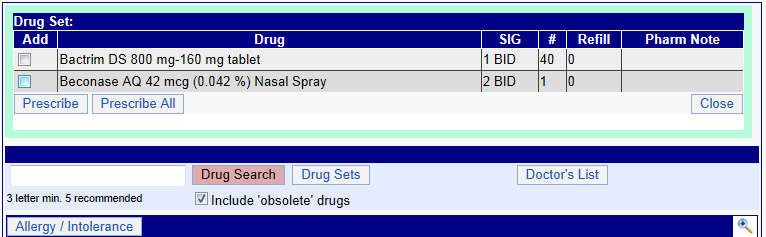 Drug Set:
Add Drug SIG # Refill Pharm Note
Bactrim DS 800 mg-160 mg tablet 1 BID 40 0
Beconase AQ 42 mcg (0.042 %) Nasal Spray 2 BID 1 0
Prescribe Prescribe All Close
Drug Search Drug Sets Doctor's List
3 letter min. 5 recommended Include 'obsolete' drugs
Allergy / Intolerance